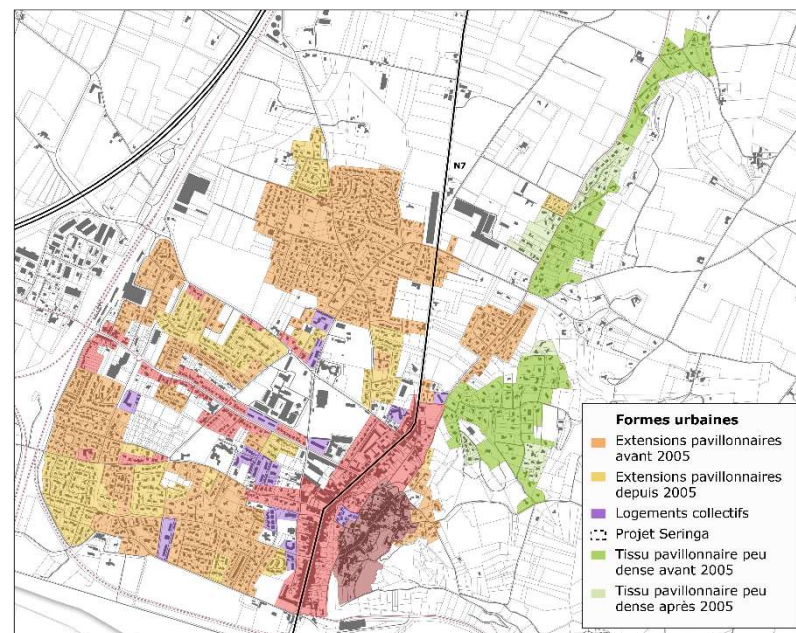 N7
Formes urbaines
Extensions pavillonnaires
avant 2005
Extensions pavillonnaires
depuis 2005
Logements collectifs
Projet Seringa
Tissu pavillonnaire peu
dense avant 2005
Tissu pavillonnaire peu
dense après 2005